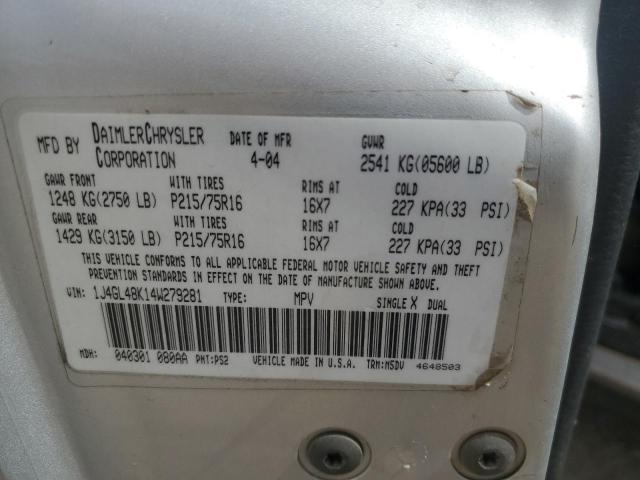 MFD BY DAIMLERCHRYSLER CORPORATION DATE OF MFR 4-04 GVWR 2541 KG(05600 LB)
GAWR FRONT WITH TIRES RIMS AT COLD
1248 KG(2750 LB) P215/75R16 16X7 227 KPA(33 PSI)
GAWR REAR WITH TIRES RIMS AT COLD
1429 KG(3150 LB) P215/75R16 16X7 227 KPA(33 PSI)
THIS VEHICLE CONFORMS TO ALL APPLICABLE FEDERAL MOTOR VEHICLE SAFETY AND THEFT
PREVENTION STANDARDS IN EFFECT ON THE DATE OF MANUFACTURE SHOWN ABOVE.
VIN: 1J4GL48K14W279281 TYPE: MPV SINGLE X DUAL
MDH: 040301 080AA PNT:PS2 VEHICLE MADE IN U.S.A. TRM:MSDV 4648503